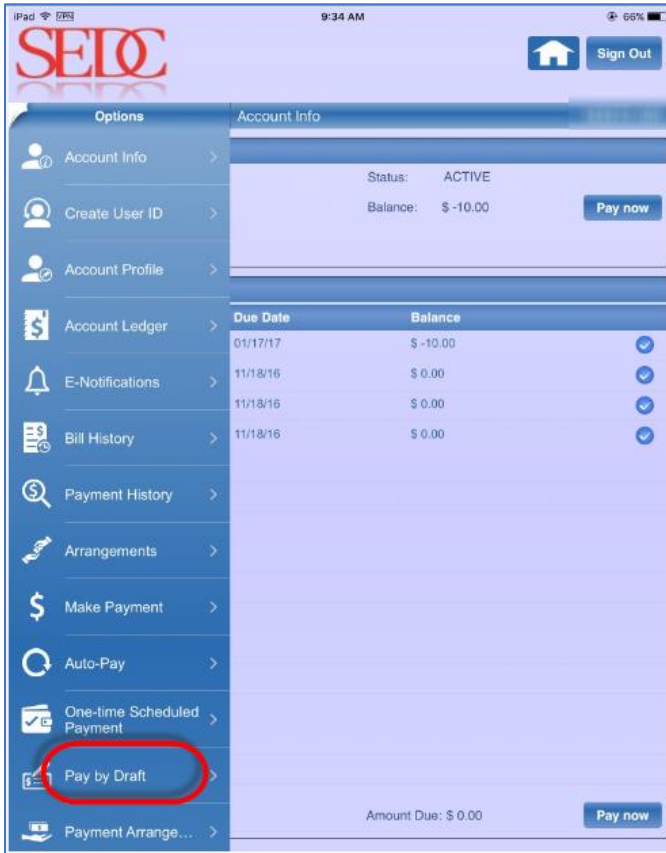 iPad VPN 9:34 AM 66%
SEDC
Sign Out
Options
Account Info
Account Info
Status: ACTIVE
Create User ID
Balance: $ -10.00
Pay now
Account Profile
Account Ledger
Due Date Balance
01/17/17 $ -10.00
E-Notifications
11/18/16 $ 0.00
11/18/16 $ 0.00
Bill History
11/18/16 $ 0.00
Payment History
Arrangements
Make Payment
Auto-Pay
One-time Scheduled
Payment
Pay by Draft
Payment Arrange...
Amount Due: $ 0.00
Pay now